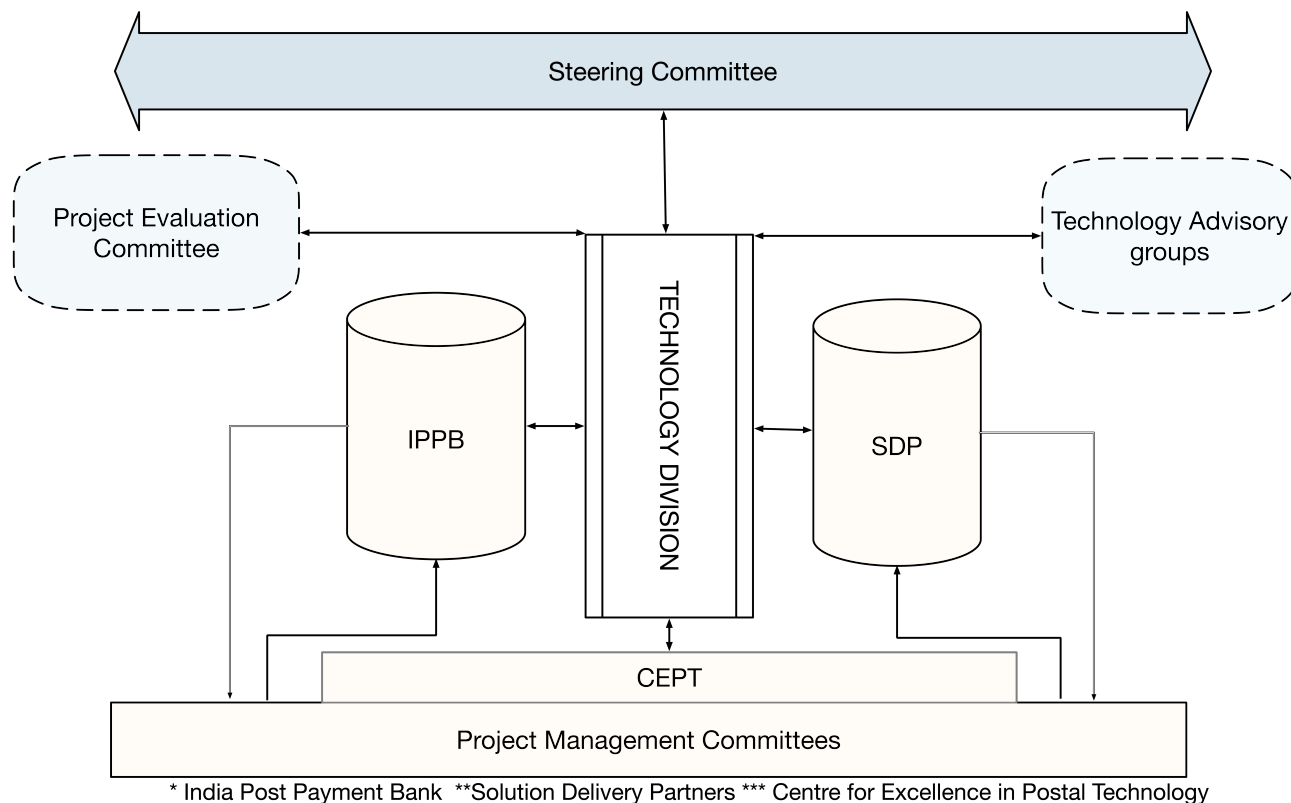 Steering Committee
Project Evaluation
Committee
Technology Advisory
groups
TECHNOLOGY DIVISION
IPPB
SDP
CEPT
Project Management Committees
* India Post Payment Bank **Solution Delivery Partners *** Centre for Excellence in Postal Technology